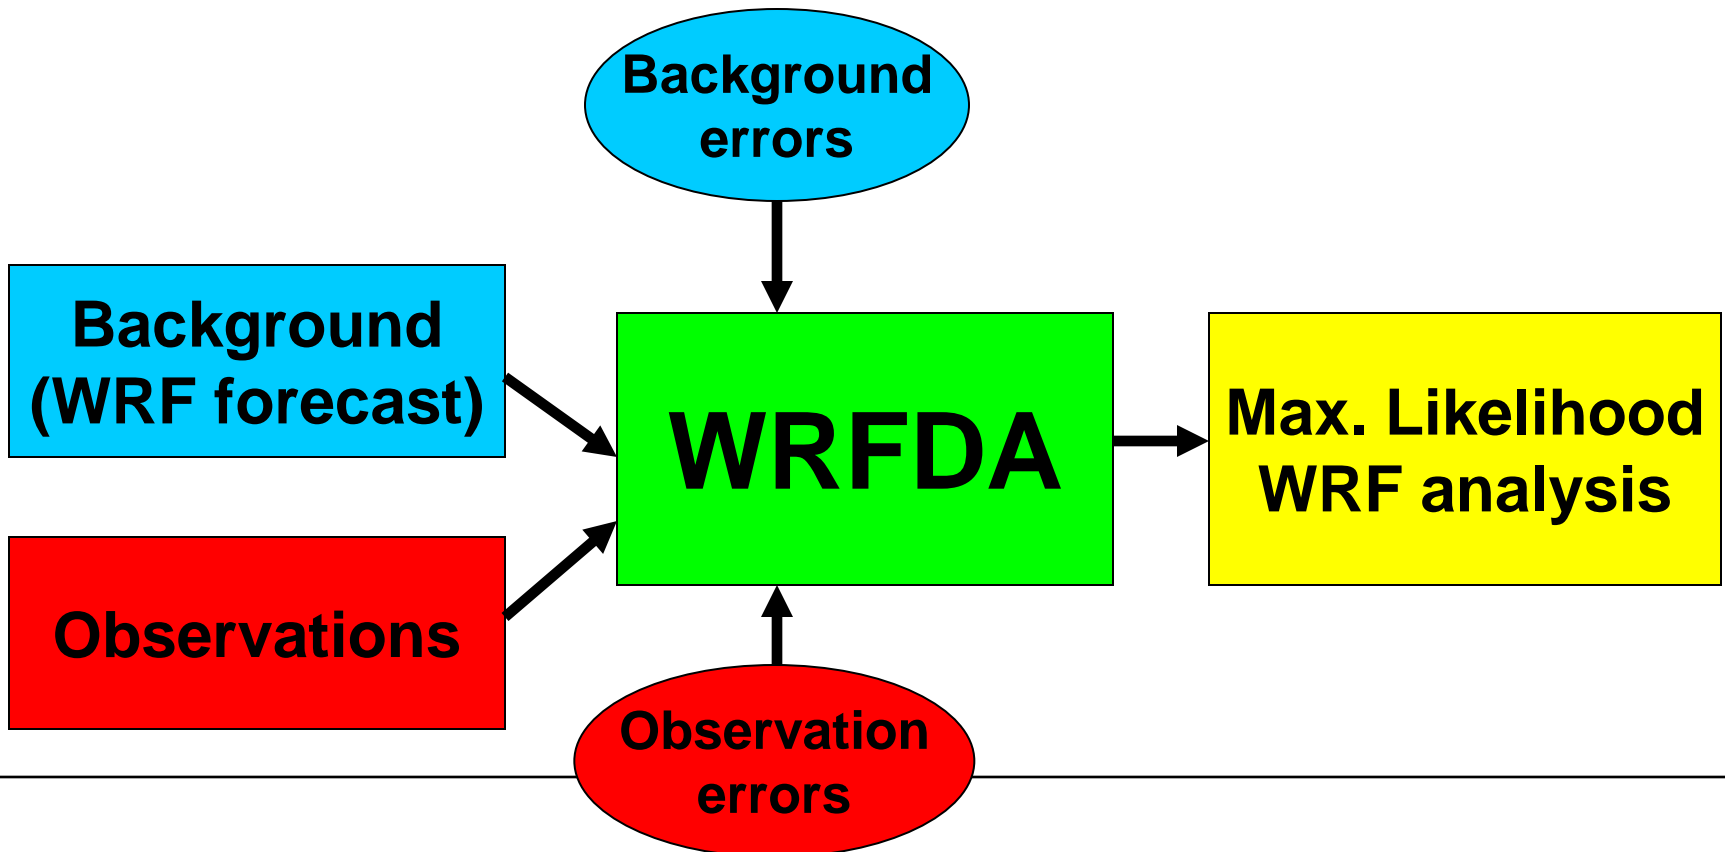 Background
errors
Background
(WRF forecast)
WRFDA
Max. Likelihood
WRF analysis
Observations
Observation
errors